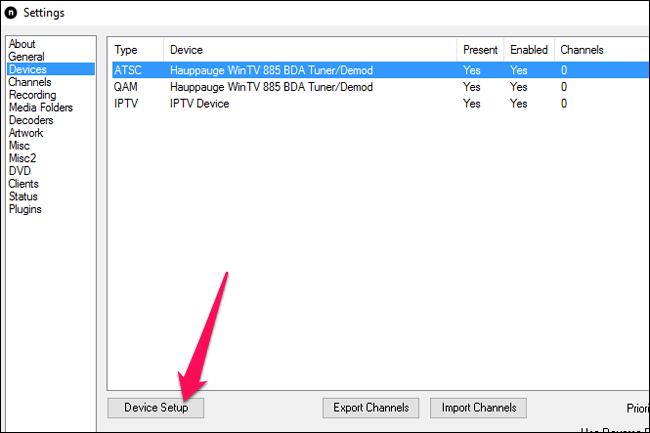 n Settings
About
General
Devices
Channels
Recording
Media Folders
Decoders
Artwork
Misc
Misc2
DVD
Clients
Status
Plugins
Type Device Present Enabled Channels
ATSC Hauppauge WinTV 885 BDA Tuner/Demod Yes Yes 0
QAM Hauppauge WinTV 885 BDA Tuner/Demod Yes Yes 0
IPTV IPTV Device Yes Yes 0
Device Setup Export Channels Import Channels Priori